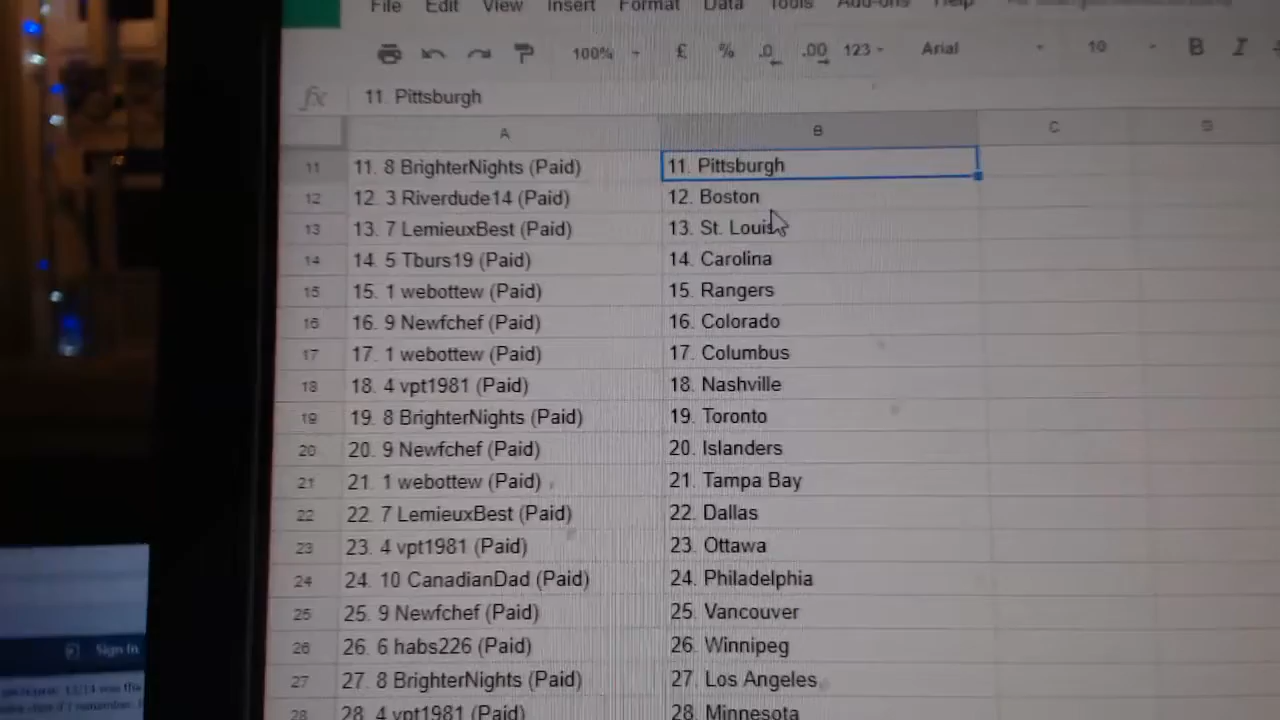 File Edit View Insert Format Data Tools Add-ons Help
100% £ % .0 .00 123 Arial 10 B I
fx 11. Pittsburgh
A B C D
11 11. 8 BrighterNights (Paid) 11. Pittsburgh
12 12. 3 Riverdude14 (Paid) 12. Boston
13 13. 7 LemieuxBest (Paid) 13. St. Louis
14 14. 5 Tburs19 (Paid) 14. Carolina
15 15. 1 webottew (Paid) 15. Rangers
16 16. 9 Newfchef (Paid) 16. Colorado
17 17. 1 webottew (Paid) 17. Columbus
18 18. 4 vpt1981 (Paid) 18. Nashville
19 19. 8 BrighterNights (Paid) 19. Toronto
20 20. 9 Newfchef (Paid) 20. Islanders
21 21. 1 webottew (Paid) 21. Tampa Bay
22 22. 7 LemieuxBest (Paid) 22. Dallas
23 23. 4 vpt1981 (Paid) 23. Ottawa
24 24. 10 CanadianDad (Paid) 24. Philadelphia
25 25. 9 Newfchef (Paid) 25. Vancouver
26 26. 6 habs226 (Paid) 26. Winnipeg
27 27. 8 BrighterNights (Paid) 27. Los Angeles
28 28. 4 vpt1981 (Paid) 28. Minnesota
Sign In